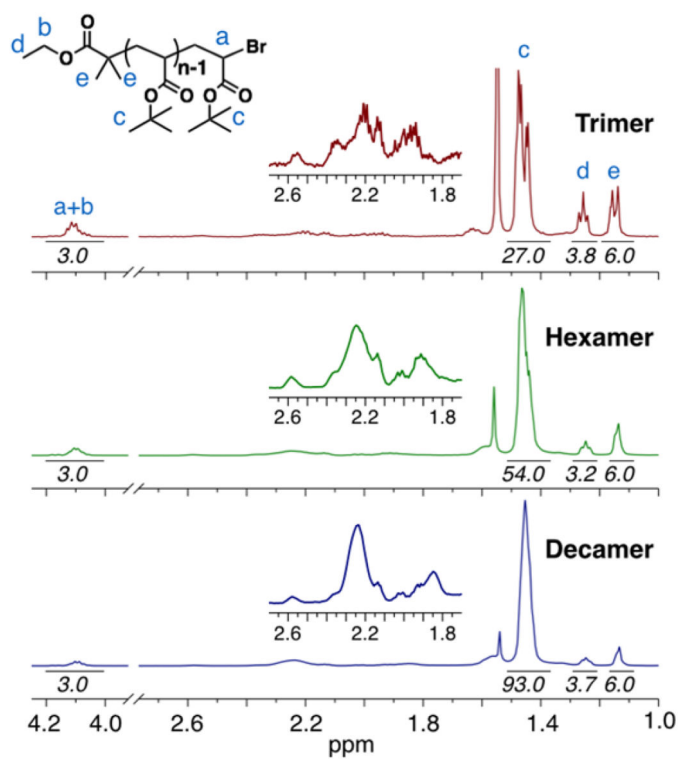 a
Br
b
O
d
O
n-1
e
e
O
O
O
O
c
c
c
Trimer
a+b
d
e
2.6
2.2
1.8
3.0
27.0
3.8
6.0
Hexamer
2.6
2.2
1.8
3.0
54.0
3.2
6.0
Decamer
2.6
2.2
1.8
3.0
93.0
3.7
6.0
4.2
4.0
2.6
2.2
1.8
1.4
1.0
ppm